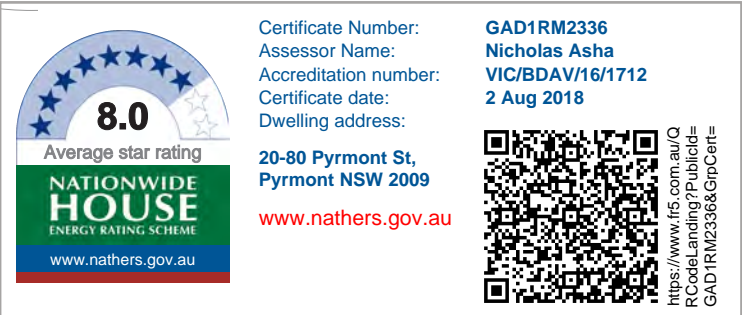 8.0
Average star rating
NATIONWIDE
HOUSE
ENERGY RATING SCHEME
www.nathers.gov.au
Certificate Number: GAD1RM2336
Assessor Name: Nicholas Asha
Accreditation number: VIC/BDAV/16/1712
Certificate date: 2 Aug 2018
Dwelling address:
20-80 Pyrmont St,
Pyrmont NSW 2009
www.nathers.gov.au
https://www.fr5.com.au/Q
RCodeLanding?PublicId=
GAD1RM2336&GrpCert=